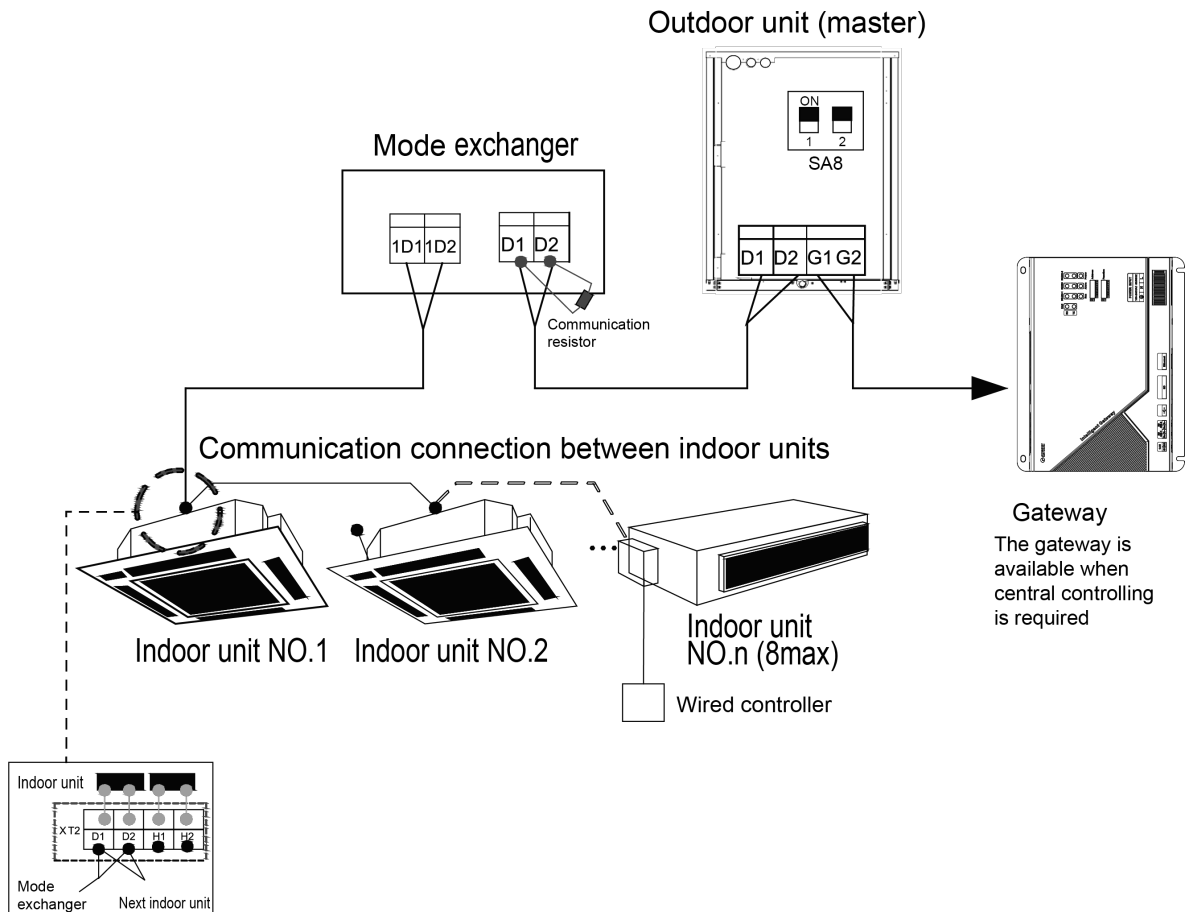 Outdoor unit (master)
ON
1 2
SA8
Mode exchanger
1D1 1D2 D1 D2
D1 D2 G1 G2
Communication
resistor
Intelligent Gateway
Communication connection between indoor units
Gateway
The gateway is
available when
central controlling
is required
Indoor unit NO.1
Indoor unit NO.2
Indoor unit
NO.n (8max)
Wired controller
Indoor unit
XT2
D1 D2 H1 H2
Mode
exchanger
Next indoor unit